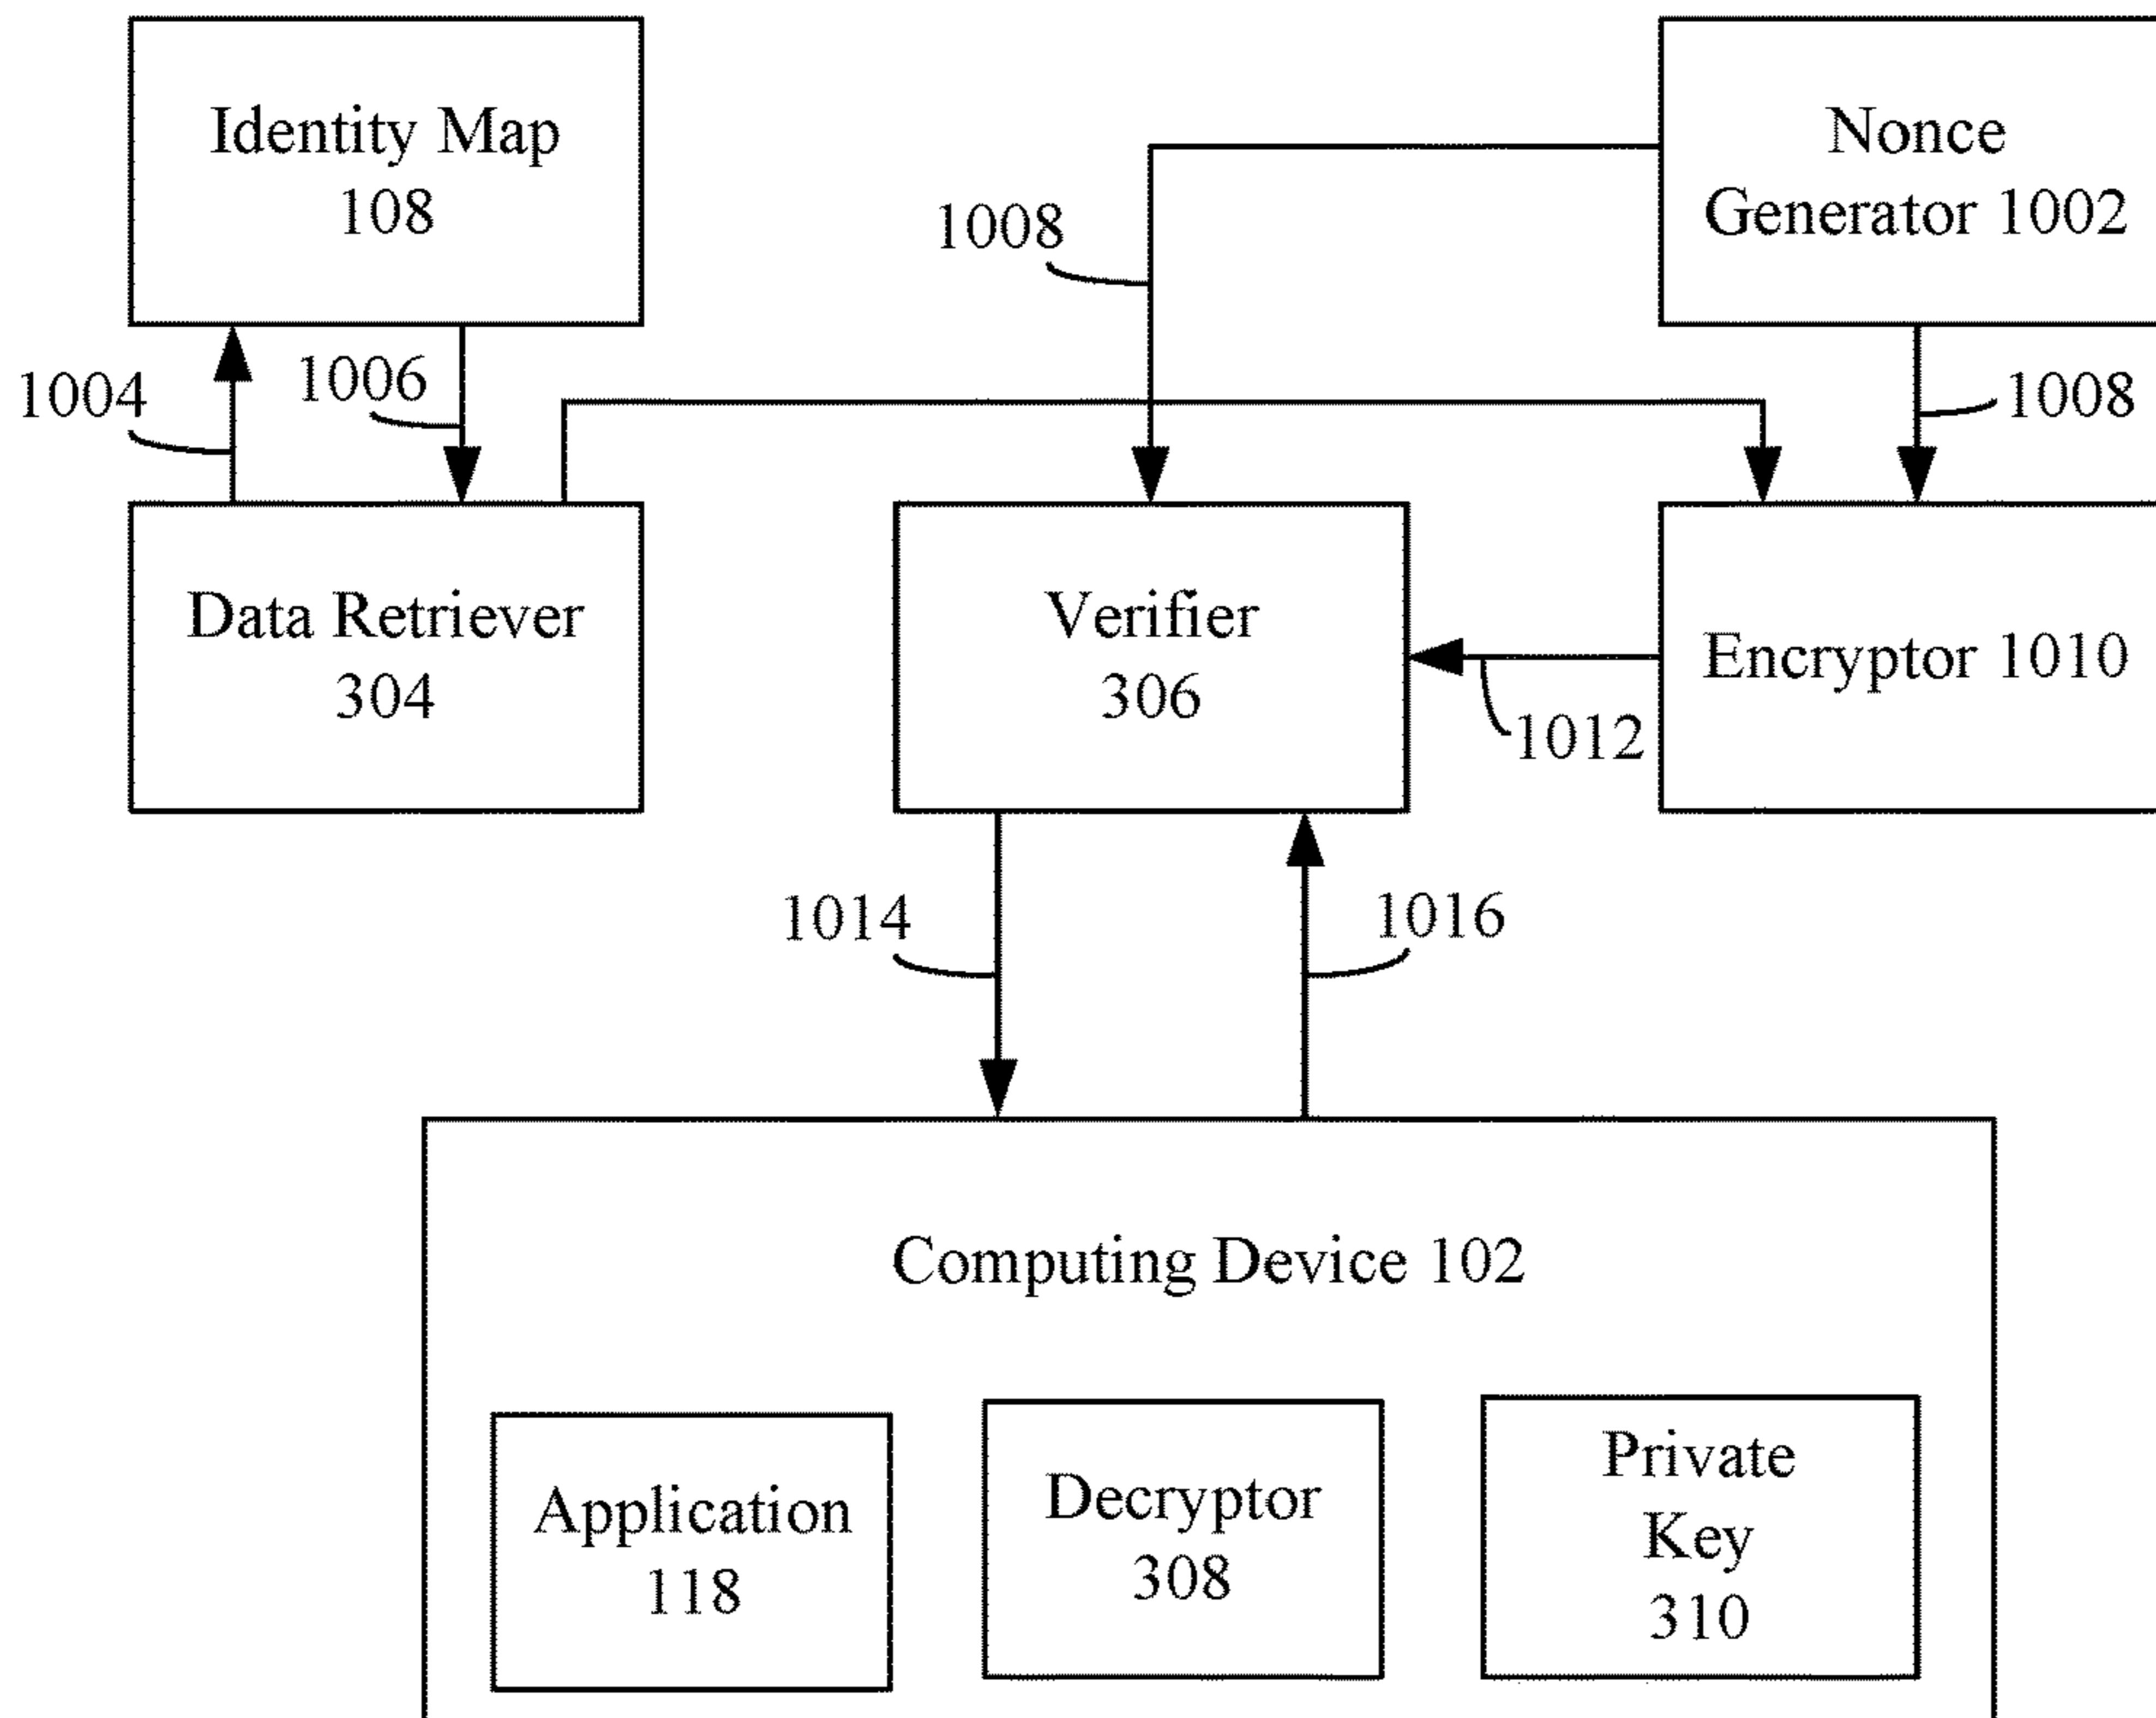 Identity Map
108
Nonce
Generator 1002
1008
1004
1006
1008
Data Retriever
304
Verifier
306
Encryptor 1010
1012
1014
1016
Computing Device 102
Application
118
Decryptor
308
Private
Key
310